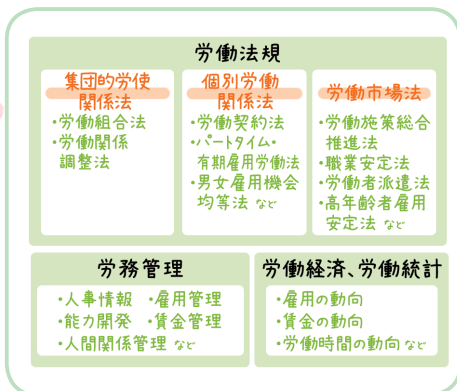 労働法規
集団的労使
関係法
・労働組合法
・労働関係
調整法
個別労働
関係法
・労働契約法
・パートタイム・
有期雇用労働法
・男女雇用機会
均等法 など
労働市場法
・労働施策総合
推進法
・職業安定法
・労働者派遣法
・高年齢者雇用
安定法 など
労務管理
・人事情報 ・雇用管理
・能力開発 ・賃金管理
・人間関係管理 など
労働経済、労働統計
・雇用の動向
・賃金の動向
・労働時間の動向 など